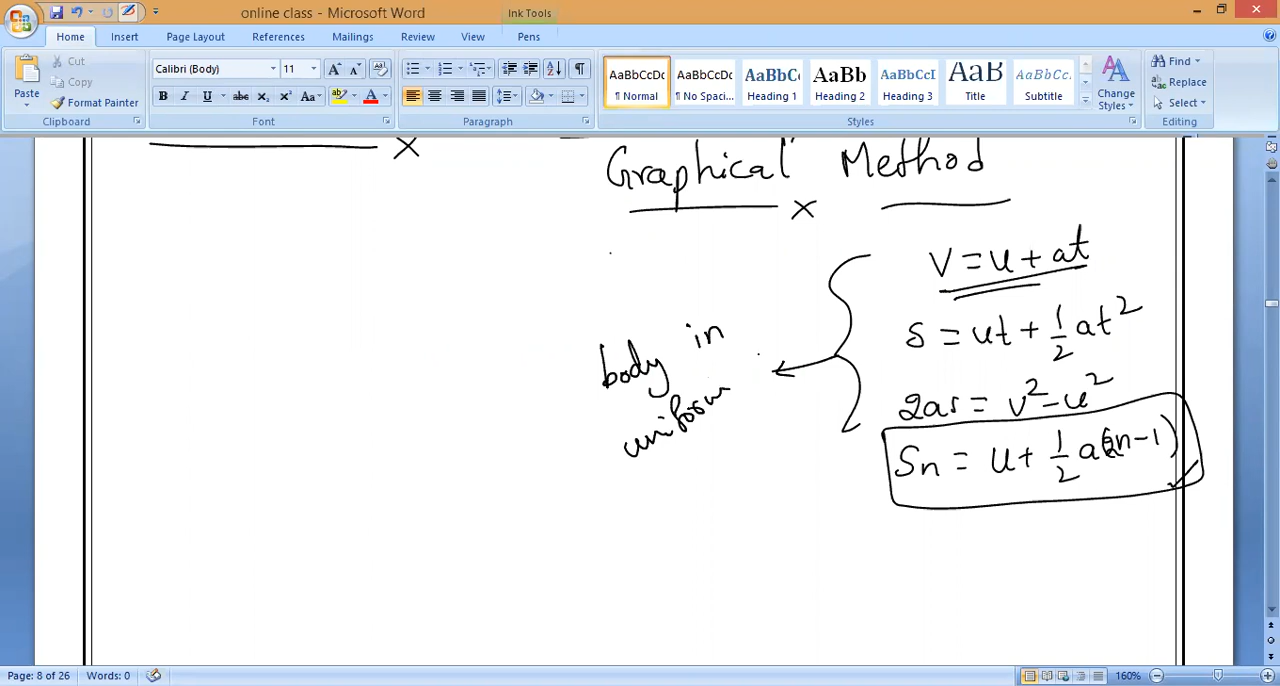 online class - Microsoft Word
Ink Tools
Home Insert Page Layout References Mailings Review View Pens
Paste
Cut
Copy
Format Painter
Clipboard
Calibri (Body) 11
B I U abc x₂ x² Aa
Font
Paragraph
AaBbCcDc
¶ Normal
AaBbCcDc
¶ No Spaci...
AaBbCc
Heading 1
AaBb
Heading 2
AaBbCcI
Heading 3
AaB
Title
AaBbCc.
Subtitle
Styles
Change Styles
Find
Replace
Select
Editing
Graphical Method
v = u + at
s = ut + 1/2 at²
2as = v² - u²
Sn = u + 1/2 a(2n-1)
body in
uniform
Page: 8 of 26 Words: 0 160%